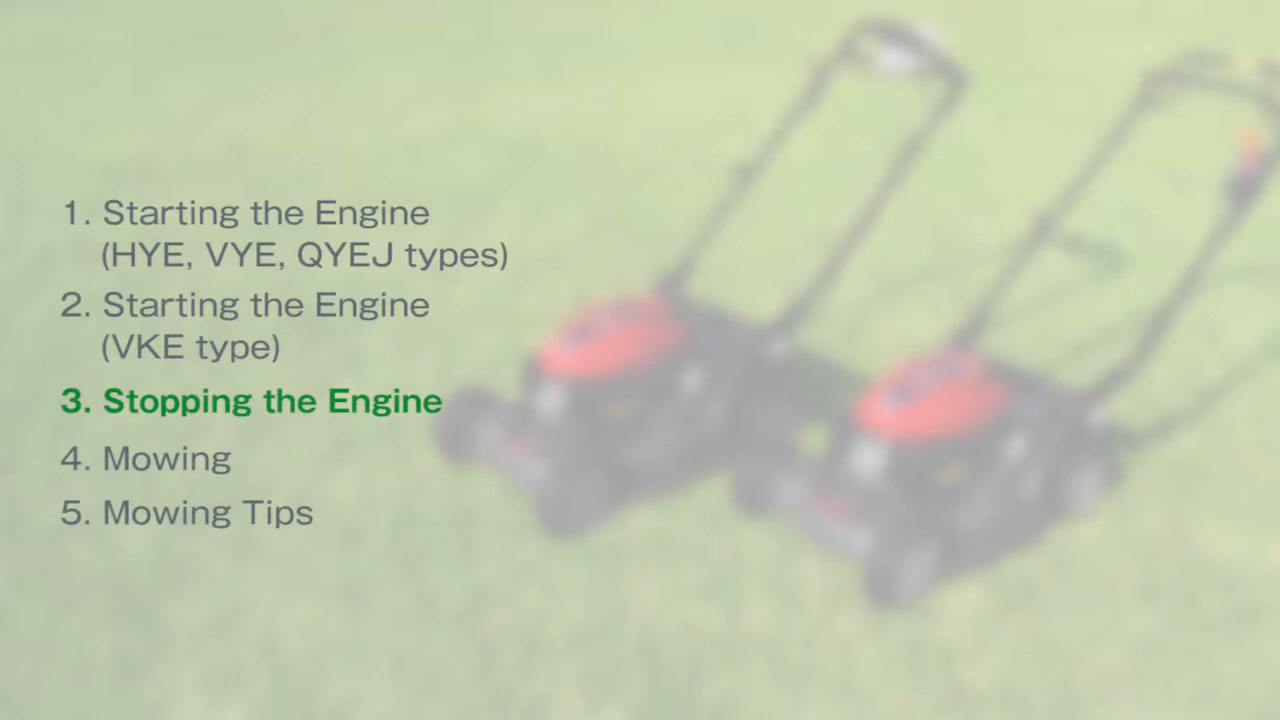 1. Starting the Engine
(HYE, VYE, QYEJ types)
2. Starting the Engine
(VKE type)
3. Stopping the Engine
4. Mowing
5. Mowing Tips